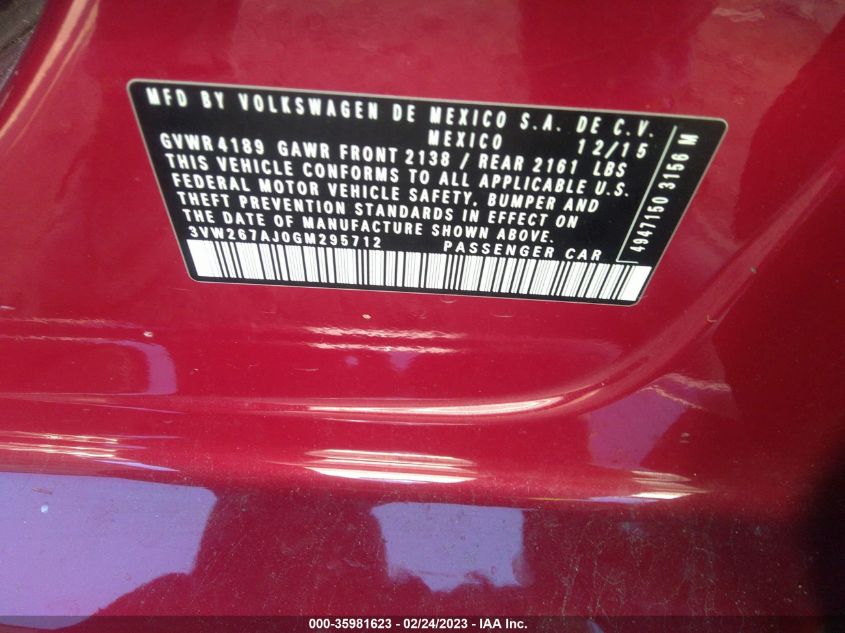 MFD BY VOLKSWAGEN DE MEXICO S.A. DE C.V.
MEXICO 12/15
GVWR 4189 GAWR FRONT 2138 / REAR 2161 LBS
THIS VEHICLE CONFORMS TO ALL APPLICABLE U.S.
FEDERAL MOTOR VEHICLE SAFETY, BUMPER AND
THEFT PREVENTION STANDARDS IN EFFECT ON
THE DATE OF MANUFACTURE SHOWN ABOVE.
3VW267AJ0GM295712 PASSENGER CAR
4947150 3156 M
000-35981623 - 02/24/2023 - IAA Inc.